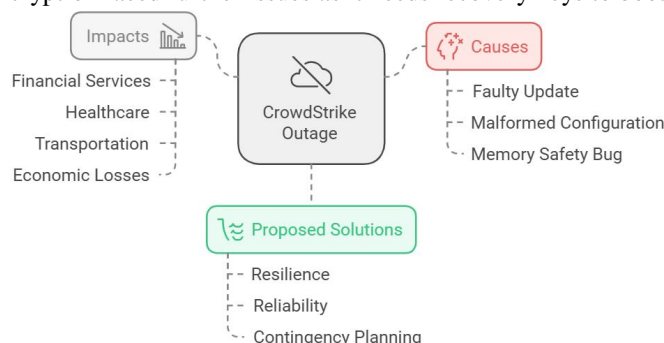 Impacts
Financial Services
Healthcare
Transportation
Economic Losses
CrowdStrike
Outage
Causes
Faulty Update
Malformed Configuration
Memory Safety Bug
Proposed Solutions
Resilience
Reliability
Contingency Planning